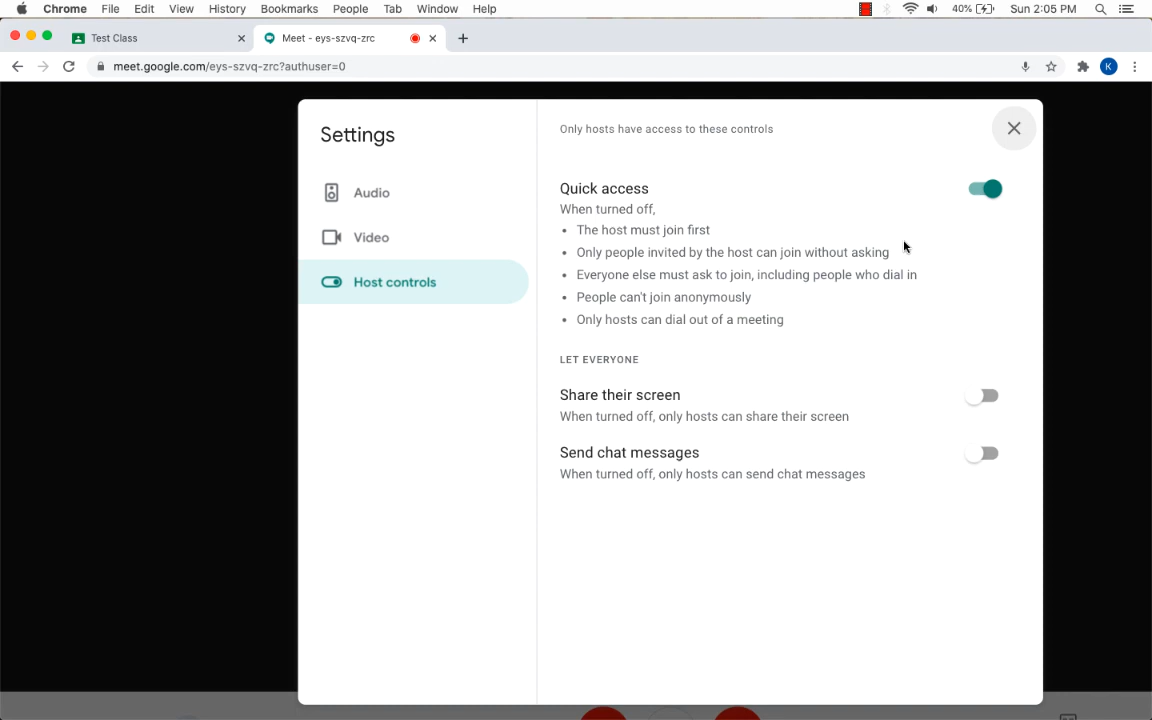 Chrome File Edit View History Bookmarks People Tab Window Help 40% Sun 2:05 PM
Test Class Meet - eys-szvq-zrc
meet.google.com/eys-szvq-zrc?authuser=0 K
Settings
Audio
Video
Host controls
Only hosts have access to these controls
Quick access
When turned off,
• The host must join first
• Only people invited by the host can join without asking
• Everyone else must ask to join, including people who dial in
• People can't join anonymously
• Only hosts can dial out of a meeting
LET EVERYONE
Share their screen
When turned off, only hosts can share their screen
Send chat messages
When turned off, only hosts can send chat messages